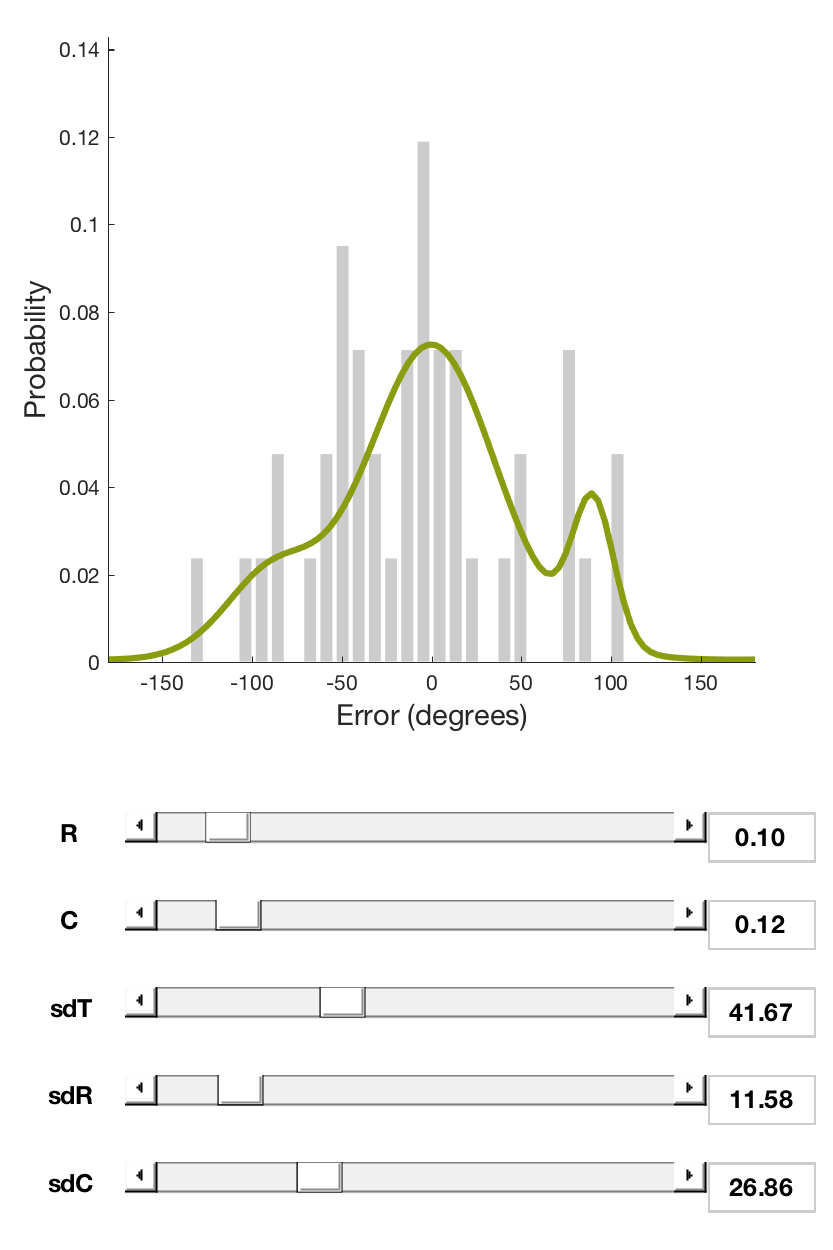 0.14
0.12
0.1
0.08
0.06
0.04
0.02
0
Probability
-150 -100 -50 0 50 100 150
Error (degrees)
R 0.10
C 0.12
sdT 41.67
sdR 11.58
sdC 26.86